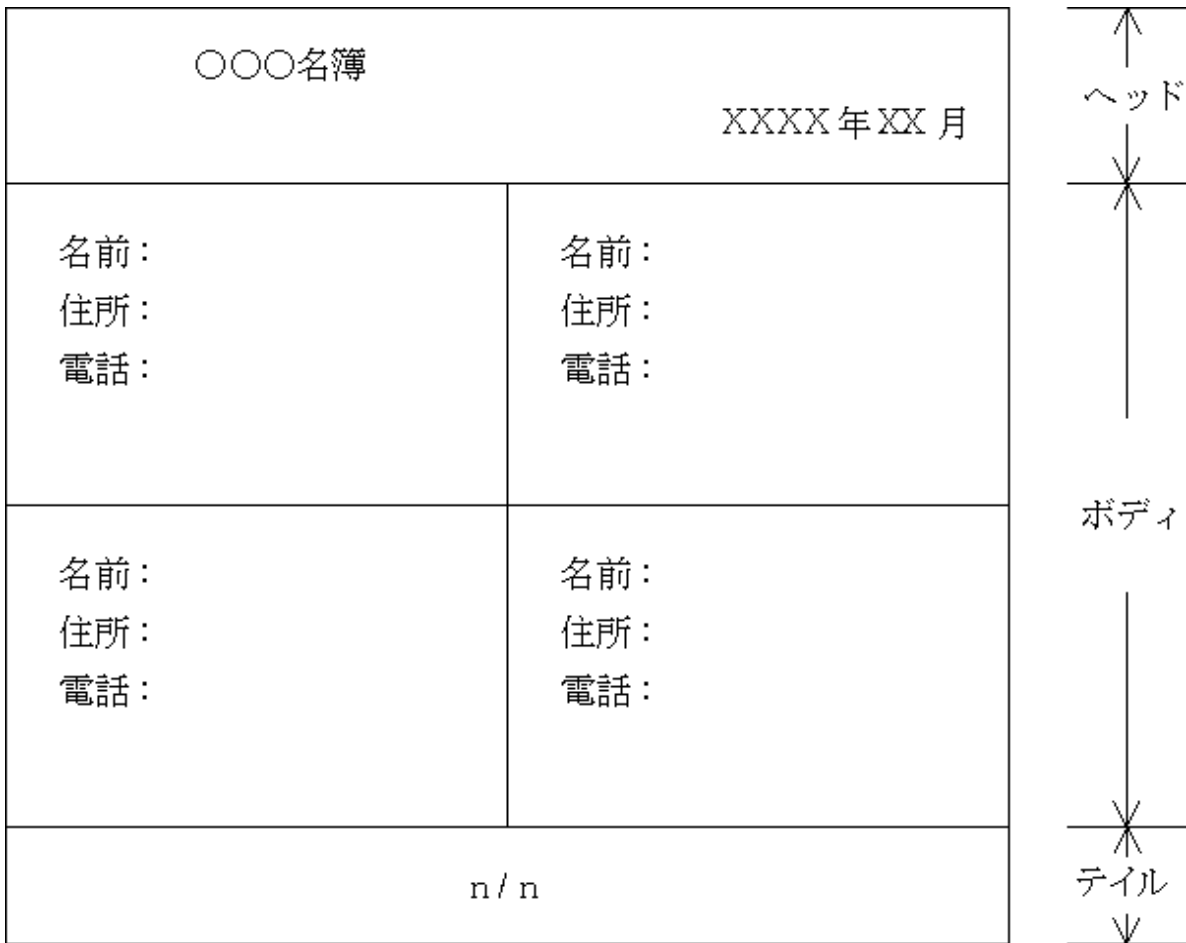 ○○○名簿
XXXX年XX月
ヘッド
名前：
住所：
電話：
名前：
住所：
電話：
ボディ
名前：
住所：
電話：
名前：
住所：
電話：
n/n
テイル